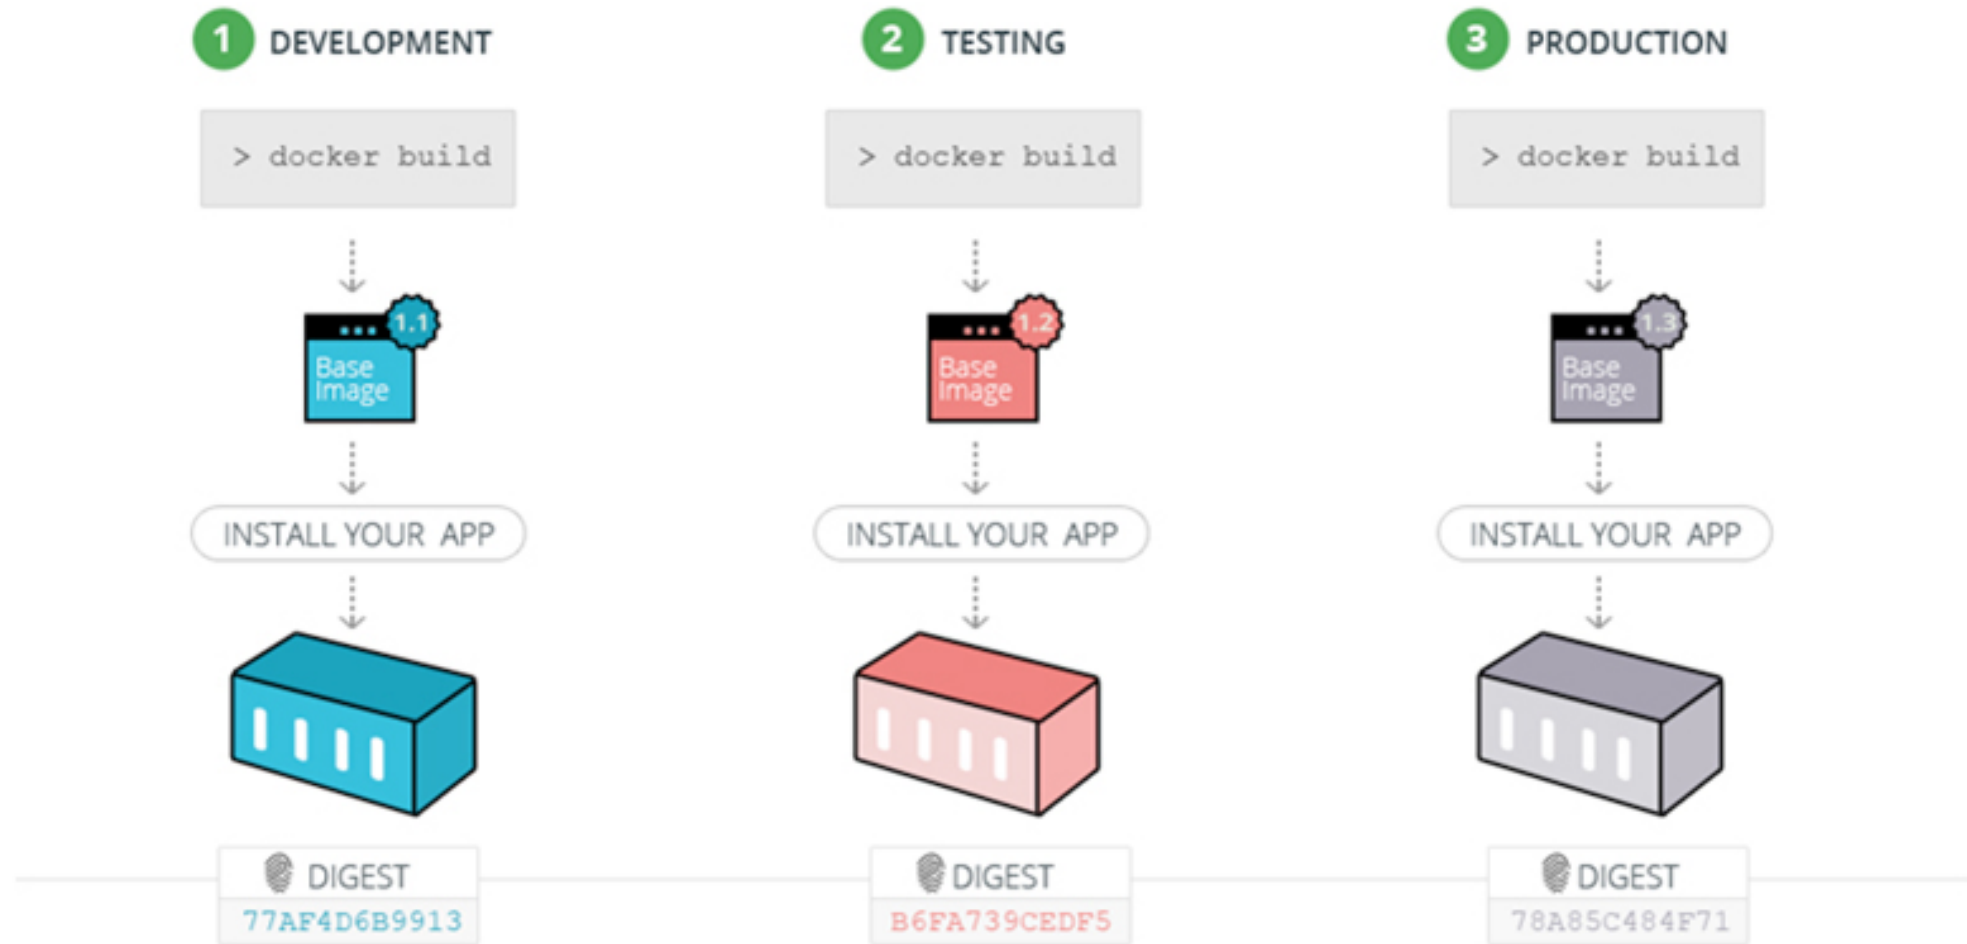 1 DEVELOPMENT
> docker build
1.1
Base
Image
INSTALL YOUR APP
DIGEST
77AF4D6B9913
2 TESTING
> docker build
1.2
Base
Image
INSTALL YOUR APP
DIGEST
B6FA739CEDF5
3 PRODUCTION
> docker build
1.3
Base
Image
INSTALL YOUR APP
DIGEST
78A85C484F71